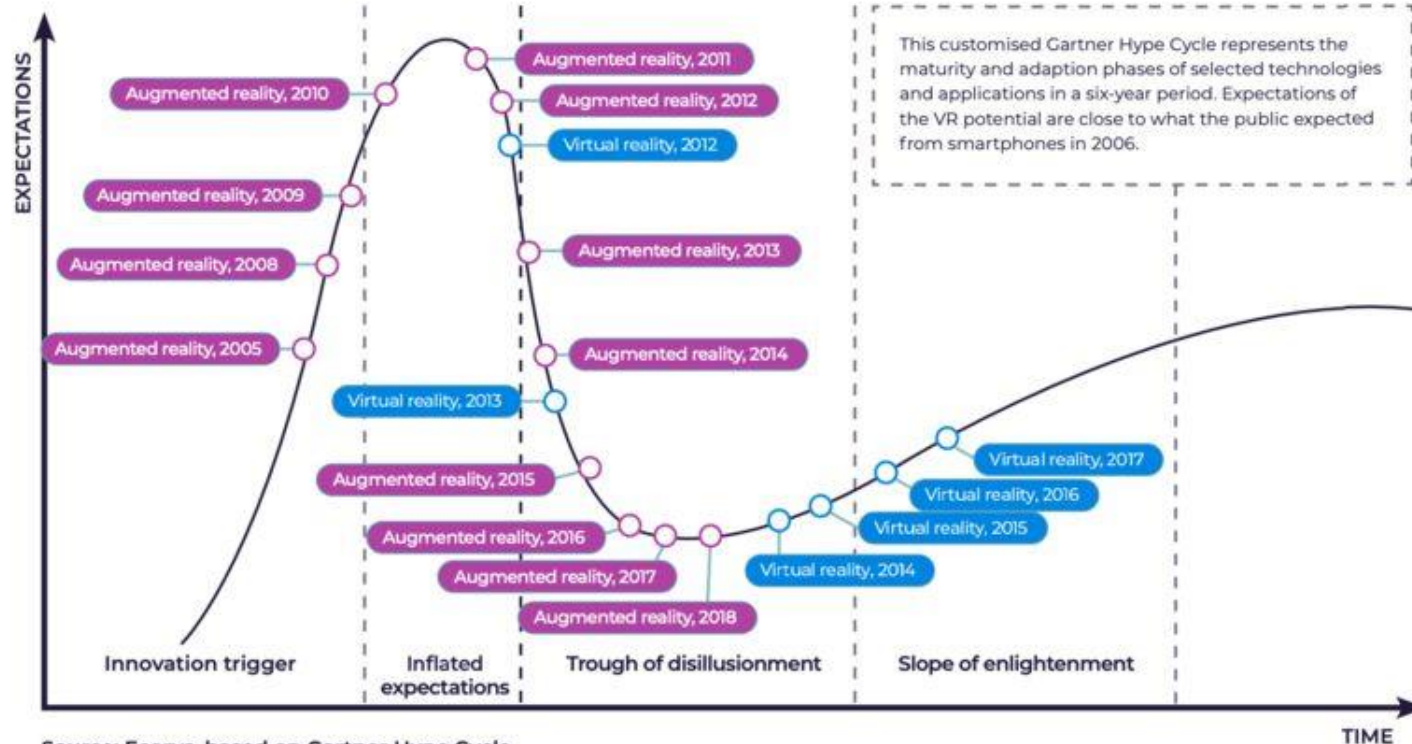 EXPECTATIONS
This customised Gartner Hype Cycle represents the
maturity and adaption phases of selected technologies
and applications in a six-year period. Expectations of
the VR potential are close to what the public expected
from smartphones in 2006.
Augmented reality, 2011
Augmented reality, 2010
Augmented reality, 2012
Virtual reality, 2012
Augmented reality, 2009
Augmented reality, 2013
Augmented reality, 2008
Augmented reality, 2005
Augmented reality, 2014
Virtual reality, 2013
Virtual reality, 2017
Augmented reality, 2015
Virtual reality, 2016
Virtual reality, 2015
Augmented reality, 2016
Virtual reality, 2014
Augmented reality, 2017
Augmented reality, 2018
Innovation trigger
Inflated
expectations
Trough of disillusionment
Slope of enlightenment
TIME
based on Gartner Hype Cycle